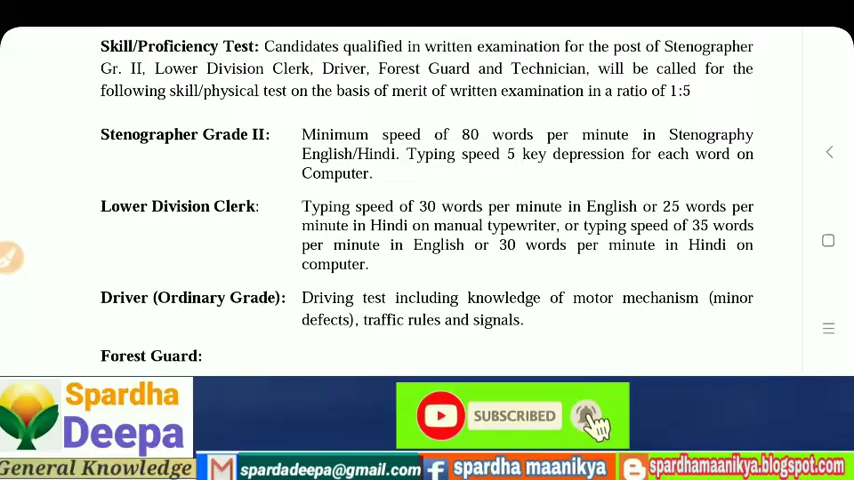 Skill/Proficiency Test: Candidates qualified in written examination for the post of Stenographer
Gr. II, Lower Division Clerk, Driver, Forest Guard and Technician, will be called for the
following skill/physical test on the basis of merit of written examination in a ratio of 1:5
Stenographer Grade II: Minimum speed of 80 words per minute in Stenography
English/Hindi. Typing speed 5 key depression for each word on
Computer.
Lower Division Clerk: Typing speed of 30 words per minute in English or 25 words per
minute in Hindi on manual typewriter, or typing speed of 35 words
per minute in English or 30 words per minute in Hindi on
computer.
Driver (Ordinary Grade): Driving test including knowledge of motor mechanism (minor
defects), traffic rules and signals.
Forest Guard:
Spardha
Deepa
General Knowledge
SUBSCRIBED
spardadeepa@gmail.com
spardha maanikya
spardhamaanikya.blogspot.com